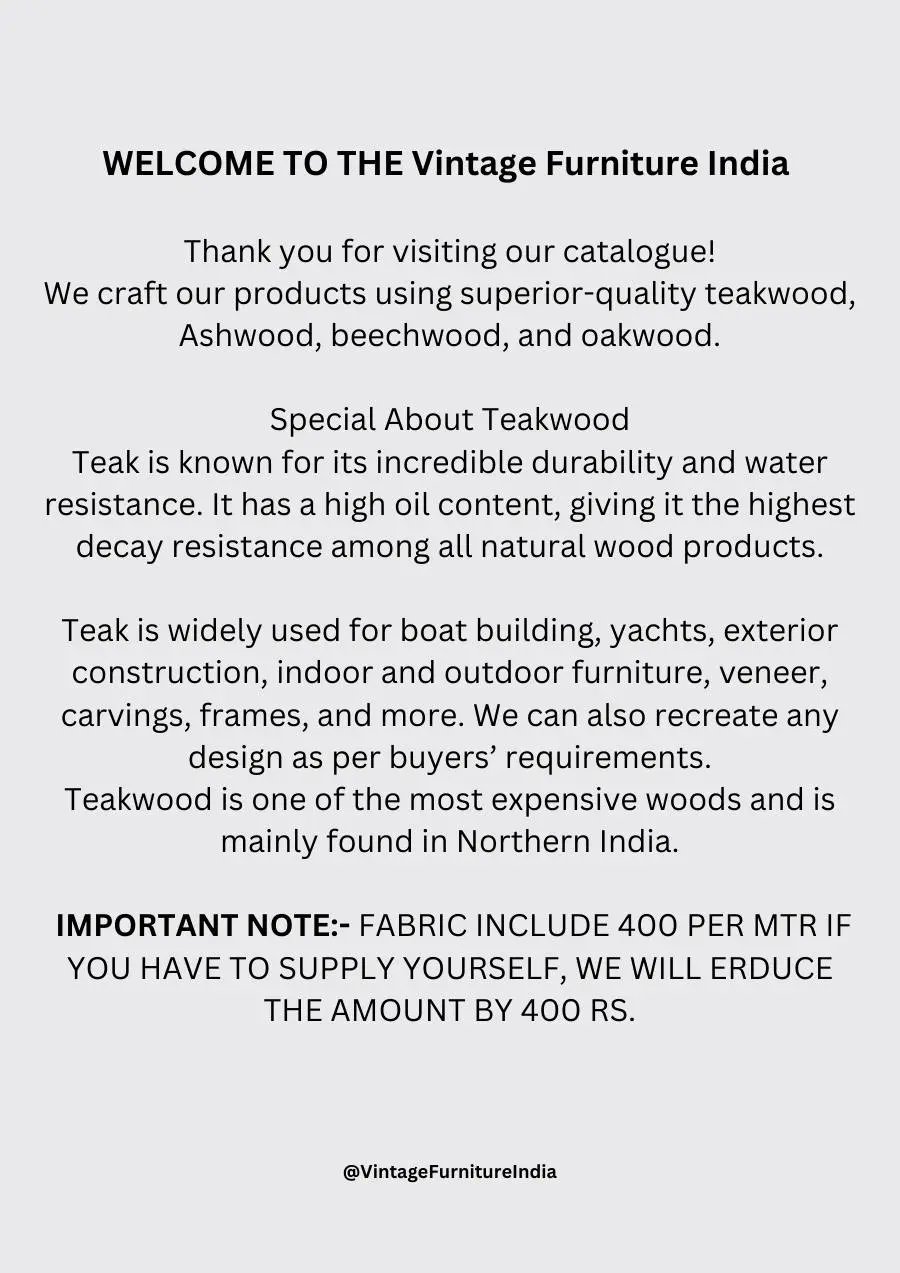 WELCOME TO THE Vintage Furniture India
Thank you for visiting our catalogue!
We craft our products using superior-quality teakwood,
Ashwood, beechwood, and oakwood.
Special About Teakwood
Teak is known for its incredible durability and water
resistance. It has a high oil content, giving it the highest
decay resistance among all natural wood products.
Teak is widely used for boat building, yachts, exterior
construction, indoor and outdoor furniture, veneer,
carvings, frames, and more. We can also recreate any
design as per buyers’ requirements.
Teakwood is one of the most expensive woods and is
mainly found in Northern India.
IMPORTANT NOTE:- FABRIC INCLUDE 400 PER MTR IF
YOU HAVE TO SUPPLY YOURSELF, WE WILL ERDUCE
THE AMOUNT BY 400 RS.
@VintageFurnitureIndia